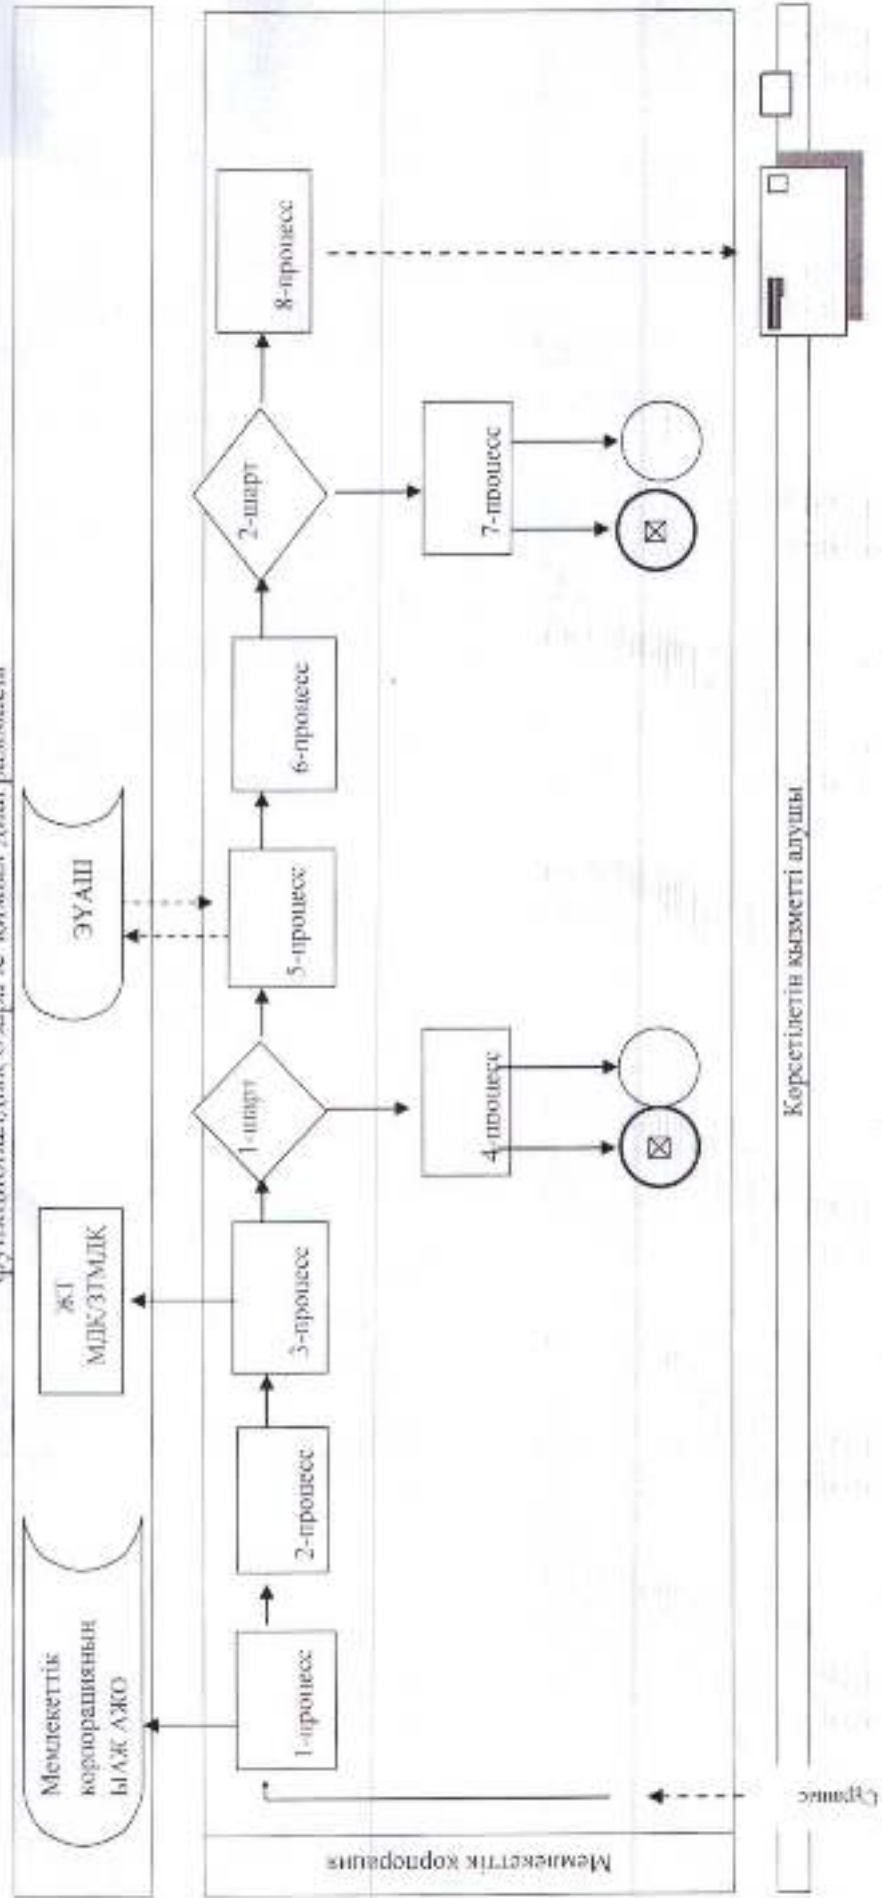 Мемлекеттік
корпорацияның
ЫАЖ АЖО
ЖТ
МДК/ЗТМДК
ЭҮАШ
Мемлекеттік корпорация
1-процесс
2-процесс
3-процесс
1-шарт
4-процесс
5-процесс
6-процесс
2-шарт
7-процесс
8-процесс
Сұраныс
Көрсетілетін қызметті алушы